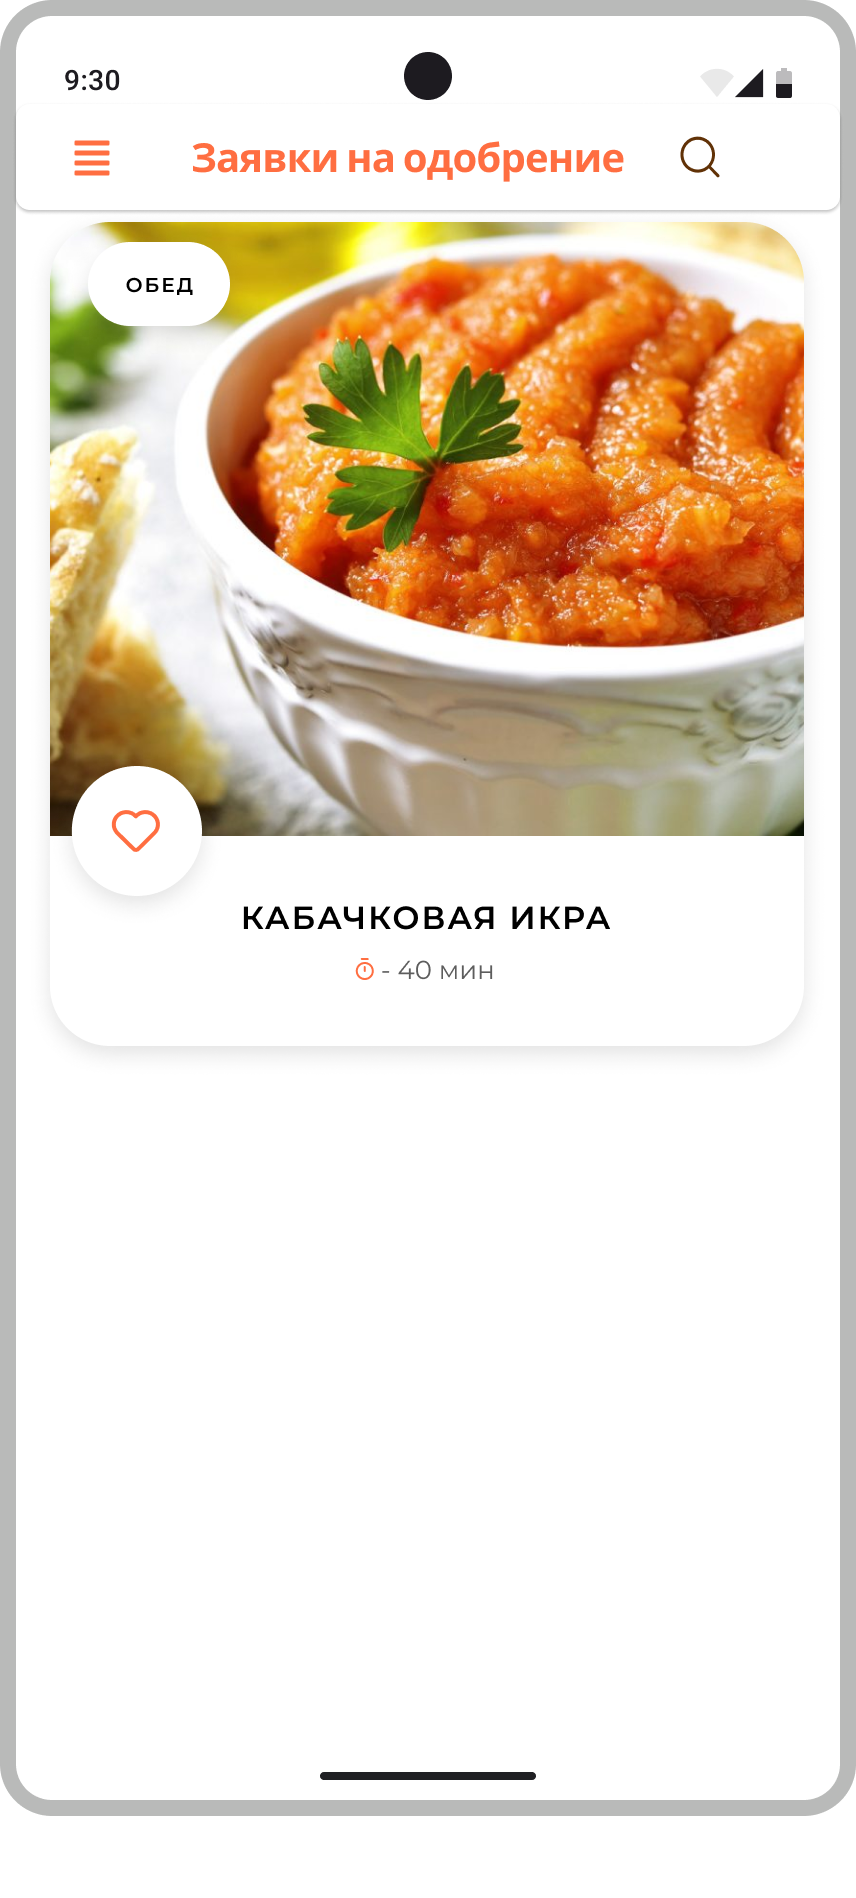 9:30
Заявки на одобрение
ОБЕД
КАБАЧКОВАЯ ИКРА
- 40 мин